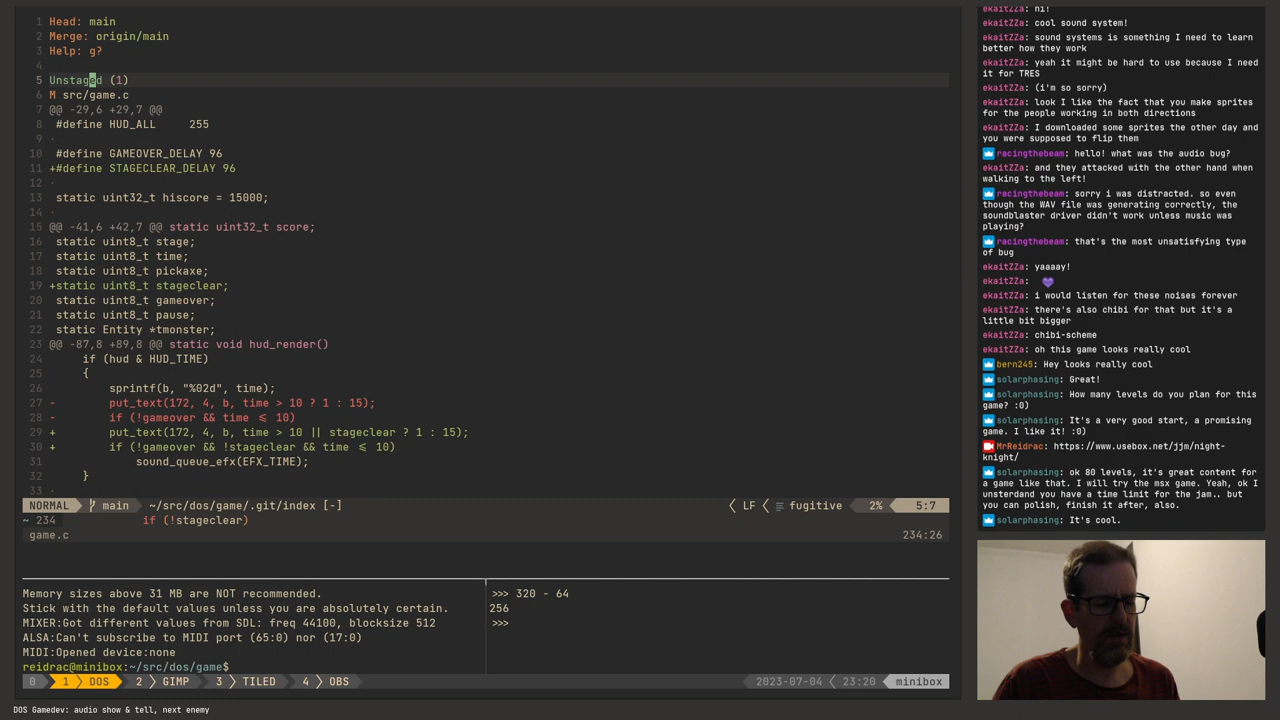 1 Head: main
2 Merge: origin/main
3 Help: g?
4
5 Unstaged (1)
6 M src/game.c
7 @@ -29,6 +29,7 @@
8 #define HUD_ALL     255
9
10 #define GAMEOVER_DELAY 96
11 +#define STAGECLEAR_DELAY 96
12
13 static uint32_t hiscore = 15000;
14
15 @@ -41,6 +42,7 @@ static uint32_t score;
16 static uint8_t stage;
17 static uint8_t time;
18 static uint8_t pickaxe;
19 +static uint8_t stageclear;
20 static uint8_t gameover;
21 static uint8_t pause;
22 static Entity *tmonster;
23 @@ -87,8 +89,8 @@ static void hud_render()
24     if (hud & HUD_TIME)
25     {
26         sprintf(b, "%02d", time);
27 -        put_text(172, 4, b, time > 10 ? 1 : 15);
28 -        if (!gameover && time ≤ 10)
29 +        put_text(172, 4, b, time > 10 || stageclear ? 1 : 15);
30 +        if (!gameover && !stageclear && time ≤ 10)
31             sound_queue_efx(EFX_TIME);
32     }
33
NORMAL main ~/src/dos/game/.git/index [-] LF fugitive 2% 5:7
~ 234 if (!stageclear)
game.c 234:26
Memory sizes above 31 MB are NOT recommended.
Stick with the default values unless you are absolutely certain.
MIXER:Got different values from SDL: freq 44100, blocksize 512
ALSA:Can't subscribe to MIDI port (65:0) nor (17:0)
MIDI:Opened device:none
reidrac@minibox:~/src/dos/game$
>>> 320 - 64
256
>>>
0 1 DOS 2 GIMP 3 TILED 4 OBS 2023-07-04 23:20 minibox
DOS Gamedev: audio show & tell, next enemy
ekaitZZa: hi!
ekaitZZa: cool sound system!
ekaitZZa: sound systems is something I need to learn
better how they work
ekaitZZa: yeah it might be hard to use because I need
it for TRES
ekaitZZa: (i'm so sorry)
ekaitZZa: look I like the fact that you make sprites
for the people working in both directions
ekaitZZa: I downloaded some sprites the other day and
you were supposed to flip them
racingthebeam: hello! what was the audio bug?
ekaitZZa: and they attacked with the other hand when
walking to the left!
racingthebeam: sorry i was distracted. so even
though the WAV file was generating correctly, the
soundblaster driver didn't work unless music was
playing?
racingthebeam: that's the most unsatisfying type
of bug
ekaitZZa: yaaaay!
ekaitZZa:
ekaitZZa: i would listen for these noises forever
ekaitZZa: there's also chibi for that but it's a
little bit bigger
ekaitZZa: chibi-scheme
ekaitZZa: oh this game looks really cool
bern245: Hey looks really cool
solarphasing: Great!
solarphasing: How many levels do you plan for this
game? :0)
solarphasing: It's a very good start, a promising
game. I like it! :0)
MrReidrac: https://www.usebox.net/jjm/night-
knight/
solarphasing: ok 80 levels, it's great content for
a game like that. I will try the msx game. Yeah, ok I
unsterdand you have a time limit for the jam.. but
you can polish, finish it after, also.
solarphasing: It's cool.